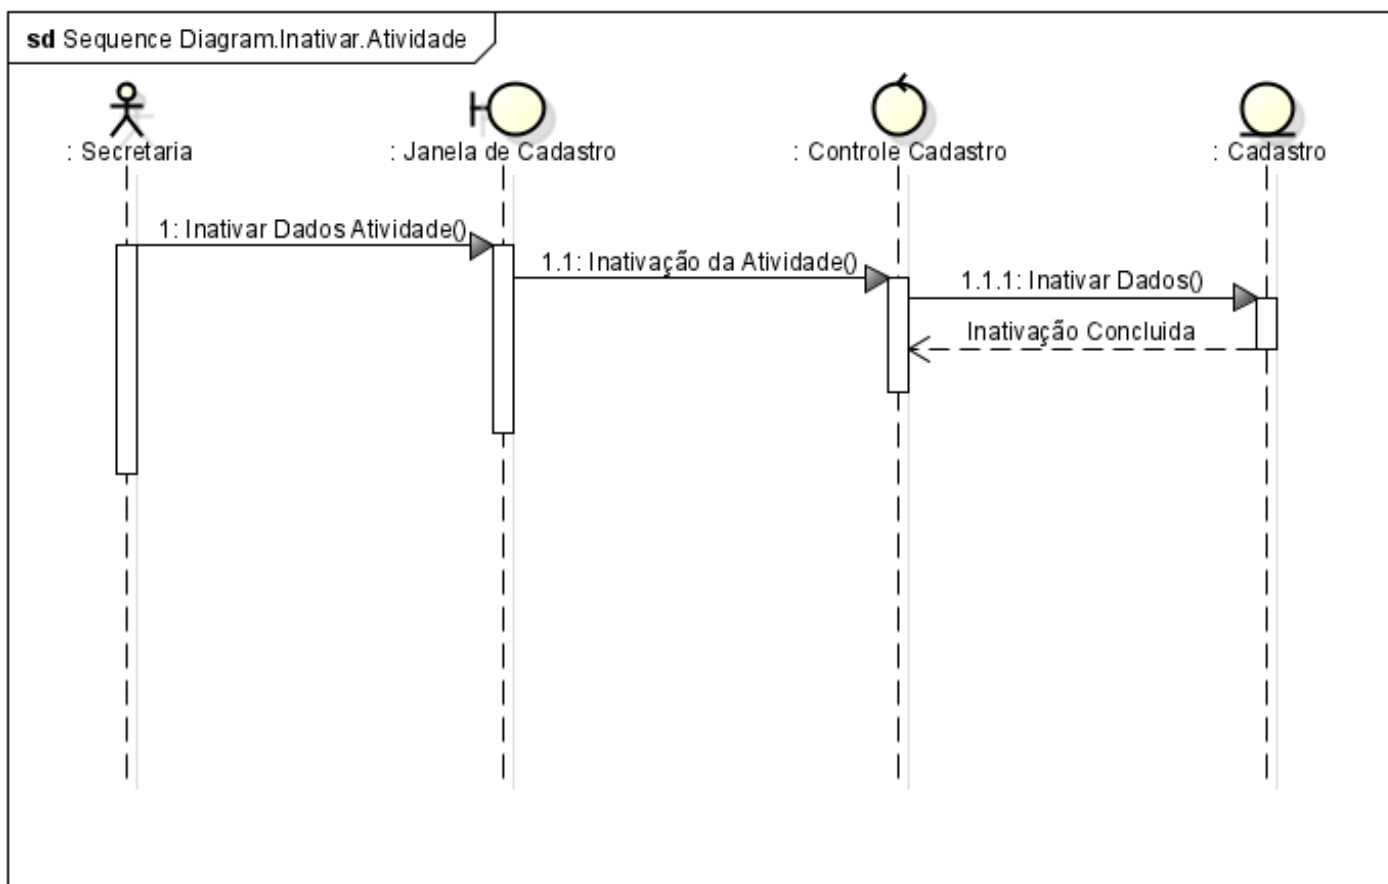 sd Sequence Diagram.Inativar.Atividade
: Secretaria
: Janela de Cadastro
: Controle Cadastro
: Cadastro
1: Inativar Dados Atividade()
1.1: Inativação da Atividade()
1.1.1: Inativar Dados()
Inativação Concluida